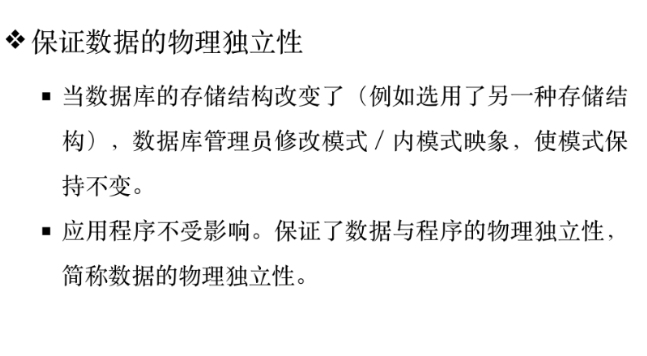 ❖保证数据的物理独立性
▪ 当数据库的存储结构改变了（例如选用了另一种存储结
构），数据库管理员修改模式／内模式映象，使模式保
持不变。
▪ 应用程序不受影响。保证了数据与程序的物理独立性，
简称数据的物理独立性。